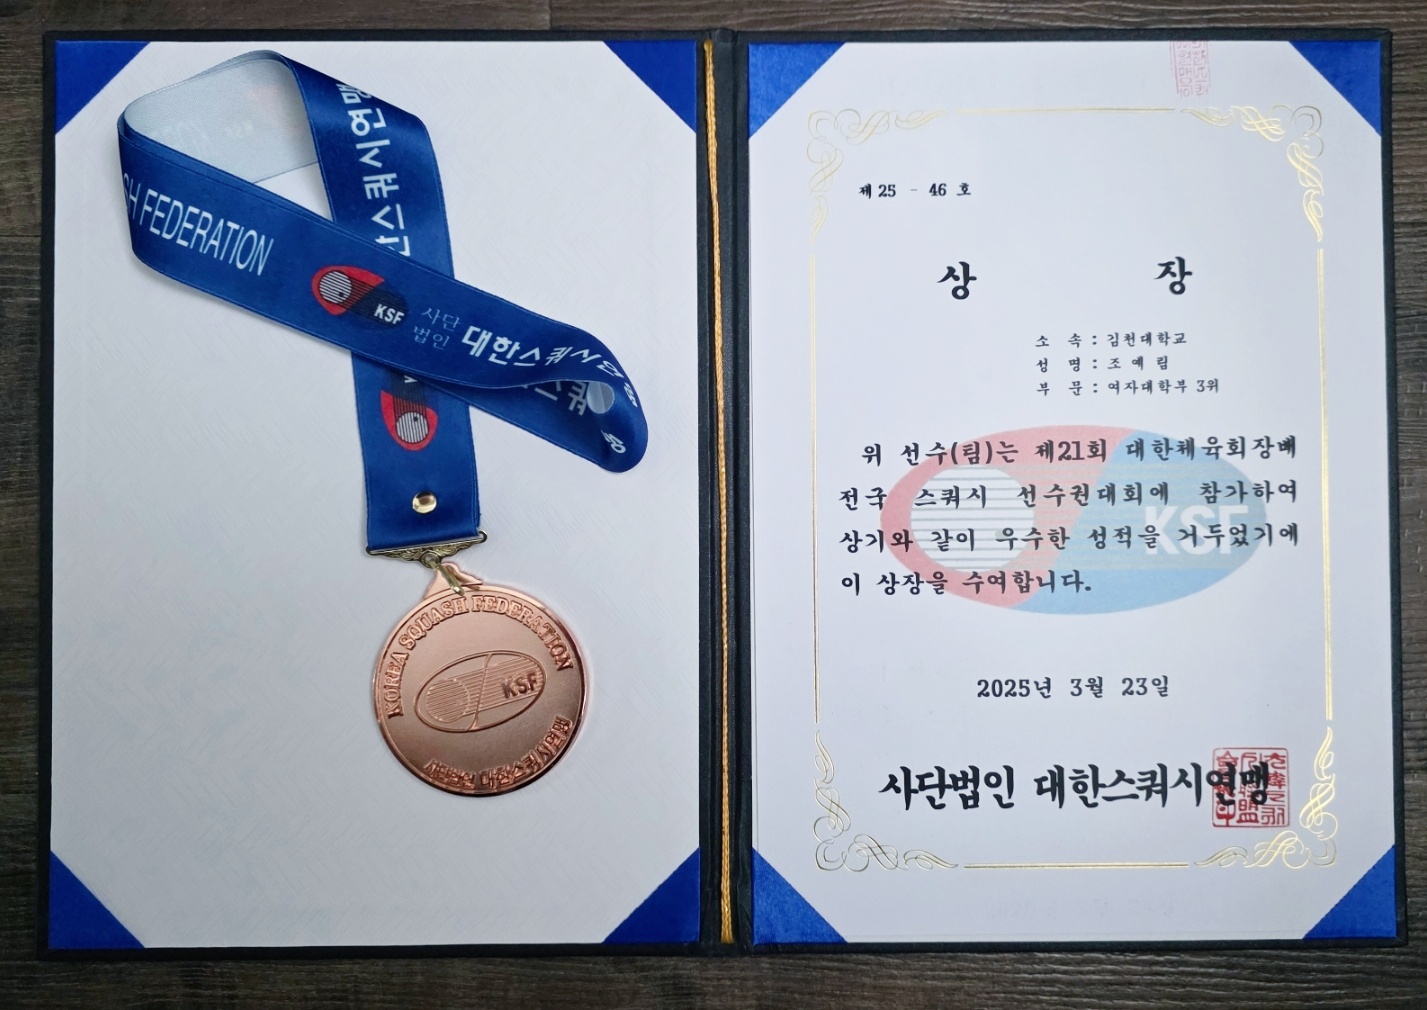 SH FEDERATION
KSF
사단
법인
대한스쿼시연맹
KOREA SQUASH FEDERATION
KSF
사단법인 대한스쿼시연맹
제 25 - 46 호
상 장
소 속 : 김천대학교
성 명 : 조 예 림
부 문 : 여자대학부 3위
위 선수(팀)는 제21회 대한체육회장배
전국 스쿼시 선수권대회에 참가하여
상기와 같이 우수한 성적을 거두었기에
이 상장을 수여합니다.
KSF
2025년 3월 23일
사단법인 대한스쿼시연맹